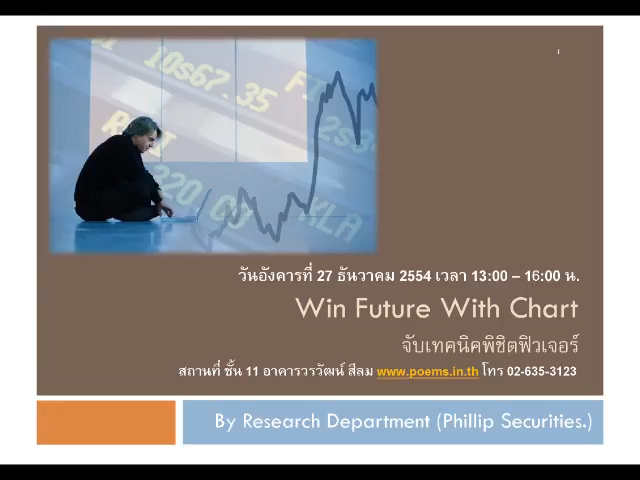 10s67.35
1
วันอังคารที่ 27 ธันวาคม 2554 เวลา 13:00 – 16:00 น.
Win Future With Chart
จับเทคนิคพิชิตฟิวเจอร์
สถานที่ ชั้น 11 อาคารวรวัฒน์ สีลม www.poems.in.th โทร 02-635-3123
By Research Department (Phillip Securities.)